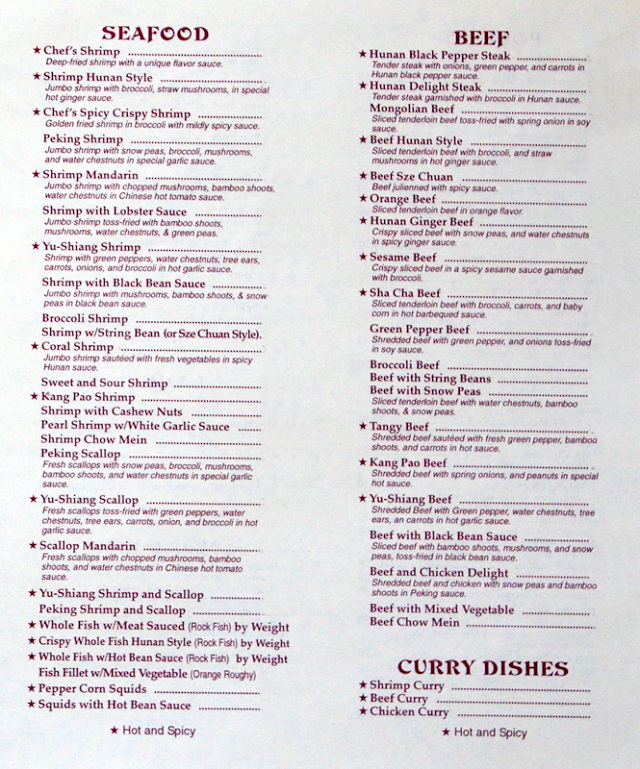 SEAFOOD
★ Chef's Shrimp
Deep-fried shrimp with a unique flavor sauce.
★ Shrimp Hunan Style
Jumbo shrimp with broccoli, straw mushrooms, in special
hot ginger sauce.
★ Chef's Spicy Crispy Shrimp
Golden fried shrimp in broccoli with mildly spicy sauce.
Peking Shrimp
Jumbo shrimp with snow peas, broccoli, mushrooms,
and water chestnuts in special garlic sauce.
★ Shrimp Mandarin
Jumbo shrimp with chopped mushrooms, bamboo shoots,
water chestnuts in Chinese hot tomato sauce.
Shrimp with Lobster Sauce
Jumbo shrimp toss-fried with bamboo shoots,
mushrooms, water chestnuts, & green peas.
★ Yu-Shiang Shrimp
Shrimp with green peppers, water chestnuts, tree ears,
carrots, onions, and broccoli in hot garlic sauce.
Shrimp with Black Bean Sauce
Jumbo shrimp with mushrooms, bamboo shoots, & snow
peas in black bean sauce.
Broccoli Shrimp
Shrimp w/String Bean (or Sze Chuan Style).
★ Coral Shrimp
Jumbo shrimp sautéed with fresh vegetables in spicy
Hunan sauce.
Sweet and Sour Shrimp
★ Kang Pao Shrimp
Shrimp with Cashew Nuts
Pearl Shrimp w/White Garlic Sauce
Shrimp Chow Mein
Peking Scallop
Fresh scallops with snow peas, broccoli, mushrooms,
bamboo shoots, and water chestnuts in special garlic
sauce.
★ Yu-Shiang Scallop
Fresh scallops toss-fried with green peppers, water
chestnuts, tree ears, carrots, onion, and broccoli in hot
garlic sauce.
★ Scallop Mandarin
Fresh scallops with chopped mushrooms, bamboo
shoots, and water chestnuts in Chinese hot tomato
sauce.
★ Yu-Shiang Shrimp and Scallop
Peking Shrimp and Scallop
★ Whole Fish w/Meat Sauced (Rock Fish) by Weight
★ Crispy Whole Fish Hunan Style (Rock Fish) by Weight
★ Whole Fish w/Hot Bean Sauce (Rock Fish) by Weight
Fish Fillet w/Mixed Vegetable (Orange Roughy)
★ Pepper Corn Squids
★ Squids with Hot Bean Sauce
★ Hot and Spicy
BEEF
★ Hunan Black Pepper Steak
Tender steak with onions, green pepper, and carrots in
Hunan black pepper sauce.
★ Hunan Delight Steak
Tender steak garnished with broccoli in Hunan sauce.
Mongolian Beef
Sliced tenderloin beef toss-fried with spring onion in soy
sauce.
★ Beef Hunan Style
Sliced tenderloin beef with broccoli, and straw
mushrooms in hot ginger sauce.
★ Beef Sze Chuan
Beef julienned with spicy sauce.
★ Orange Beef
Sliced tenderloin beef in orange flavor.
★ Hunan Ginger Beef
Crispy sliced beef with snow peas, and water chestnuts
in spicy ginger sauce.
★ Sesame Beef
Crispy sliced beef in a spicy sesame sauce garnished
with broccoli.
★ Sha Cha Beef
Sliced tenderloin beef with broccoli, carrots, and baby
corn in hot barbequed sauce.
Green Pepper Beef
Shredded beef with green pepper, and onions toss-fried
in soy sauce.
Broccoli Beef
Beef with String Beans
Beef with Snow Peas
Sliced tenderloin beef with water chestnuts, bamboo
shoots, & snow peas.
★ Tangy Beef
Shredded beef sautéed with fresh green pepper, bamboo
shoots, and carrots in hot sauce.
★ Kang Pao Beef
Shredded beef with spring onions, and peanuts in special
hot sauce.
★ Yu-Shiang Beef
Shredded Beef with Green pepper, water chestnuts, tree
ears, an carrots in hot garlic sauce.
Beef with Black Bean Sauce
Sliced beef with bamboo shoots, mushrooms, and snow
peas, toss-fried in black bean sauce.
Beef and Chicken Delight
Shredded beef and chicken with snow peas and bamboo
shoots in Peking sauce.
Beef with Mixed Vegetable
Beef Chow Mein
CURRY DISHES
★ Shrimp Curry
★ Beef Curry
★ Chicken Curry
★ Hot and Spicy